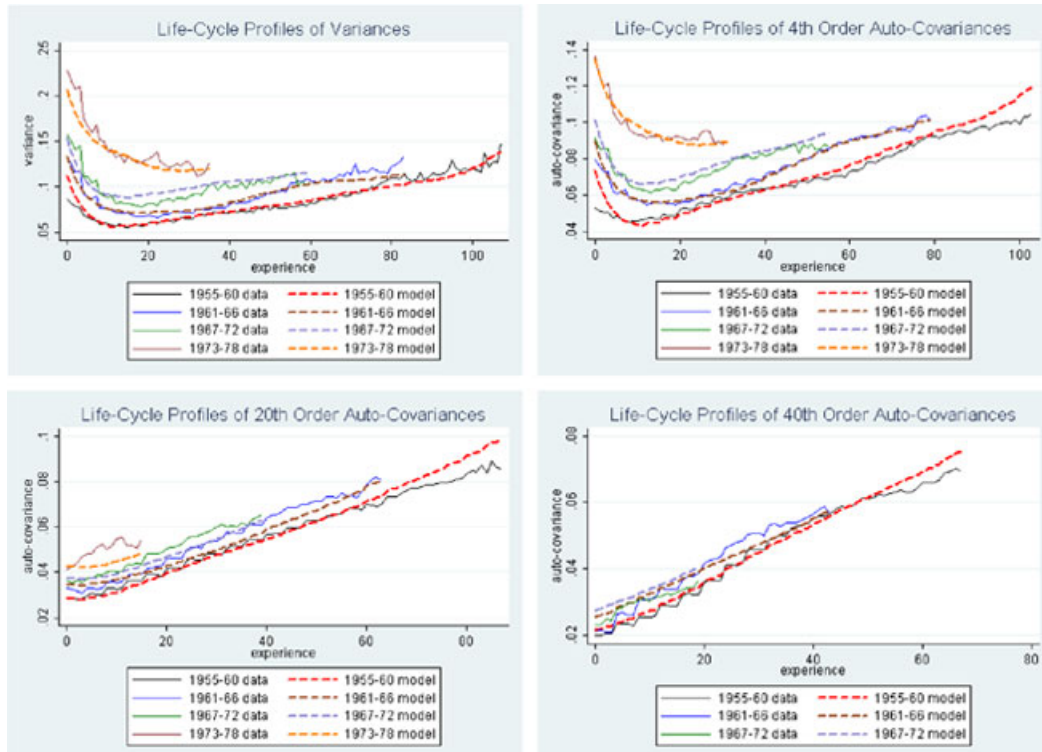 Life-Cycle Profiles of Variances
variance
.25
.2
.15
.1
.05
0 20 40 60 80 100
experience
1955-60 data 1955-60 model
1961-66 data 1961-66 model
1967-72 data 1967-72 model
1973-78 data 1973-78 model
Life-Cycle Profiles of 4th Order Auto-Covariances
auto-covariance
.14
.12
.1
.08
.06
.04
0 20 40 60 80 100
experience
1955-60 data 1955-60 model
1961-66 data 1961-66 model
1967-72 data 1967-72 model
1973-78 data 1973-78 model
Life-Cycle Profiles of 20th Order Auto-Covariances
auto-covariance
.1
.08
.06
.04
.02
0 20 40 60 80
experience
1955-60 data 1955-60 model
1961-66 data 1961-66 model
1967-72 data 1967-72 model
1973-78 data 1973-78 model
Life-Cycle Profiles of 40th Order Auto-Covariances
auto-covariance
.08
.06
.04
.02
0 20 40 60 80
experience
1955-60 data 1955-60 model
1961-66 data 1961-66 model
1967-72 data 1967-72 model